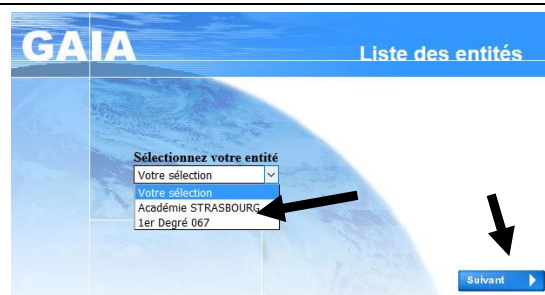 GAIA
Liste des entités
Sélectionnez votre entité
Votre sélection
Votre sélection
Académie STRASBOURG
1er Degré 067
Suivant